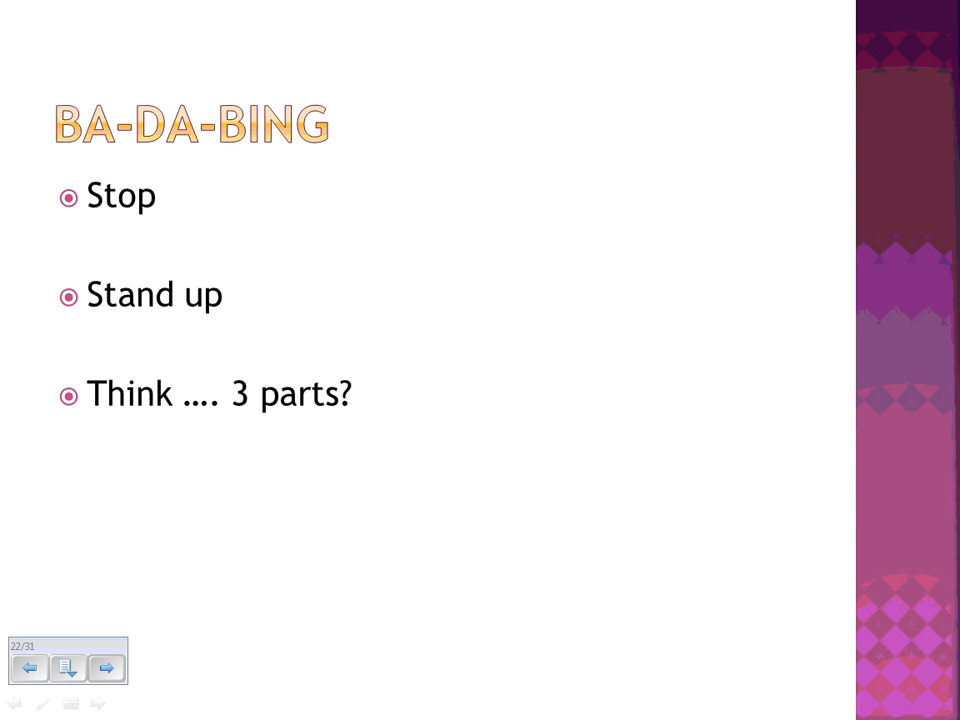 BA-DA-BING
Stop
Stand up
Think …. 3 parts?
22/31